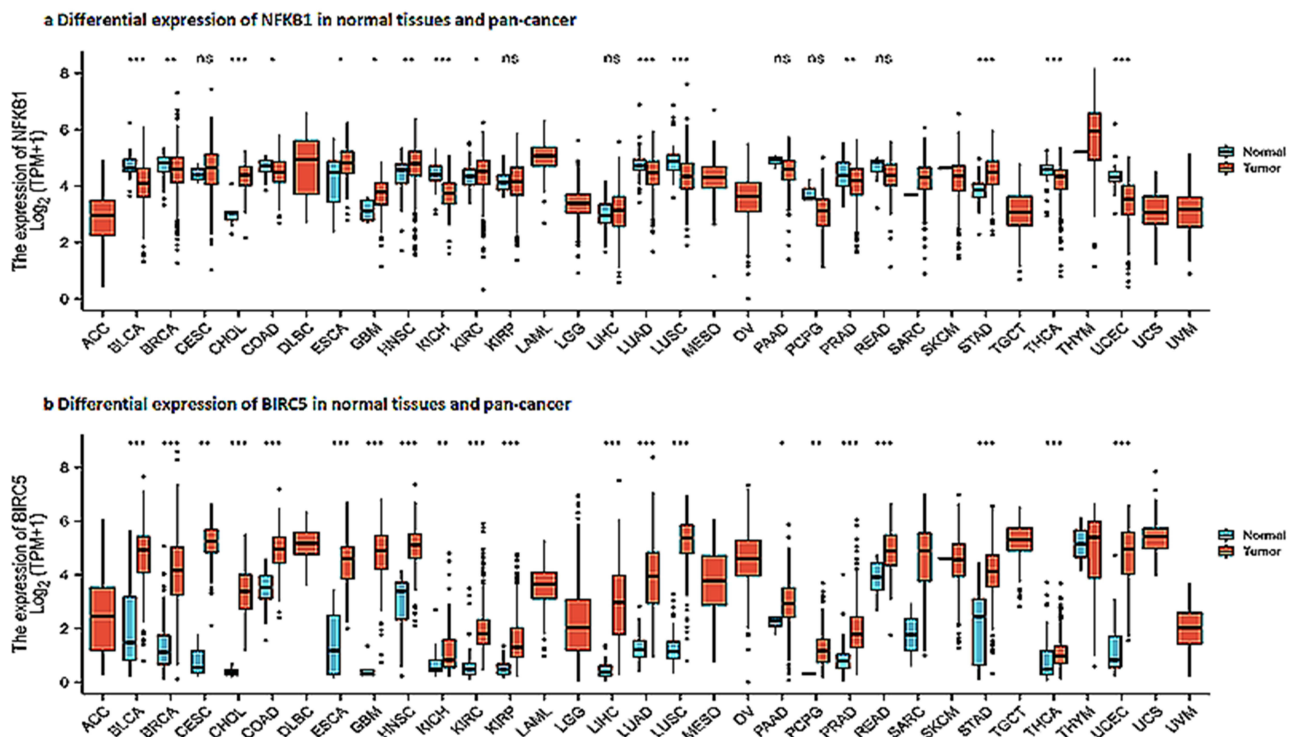 a Differential expression of NFKB1 in normal tissues and pan-cancer
The expression of NFKB1
Log2 (TPM+1)
8
6
4
2
0
*** ** ns *** * * * ** *** * ns ns *** *** ns ns ** ns *** *** ***
Normal
Tumor
ACC BLCA BRCA CESC CHOL COAD DLBC ESCA GBM HNSC KICH KIRC KIRP LAML LGG LIHC LUAD LUSC MESO OV PAAD PCPG PRAD READ SARC SKCM STAD TGCT THCA THYM UCEC UCS UVM
b Differential expression of BIRC5 in normal tissues and pan-cancer
The expression of BIRC5
Log2 (TPM+1)
8
6
4
2
0
*** *** ** *** *** *** *** *** ** *** *** *** *** *** * ** *** *** *** *** ***
Normal
Tumor
ACC BLCA BRCA CESC CHOL COAD DLBC ESCA GBM HNSC KICH KIRC KIRP LAML LGG LIHC LUAD LUSC MESO OV PAAD PCPG PRAD READ SARC SKCM STAD TGCT THCA THYM UCEC UCS UVM